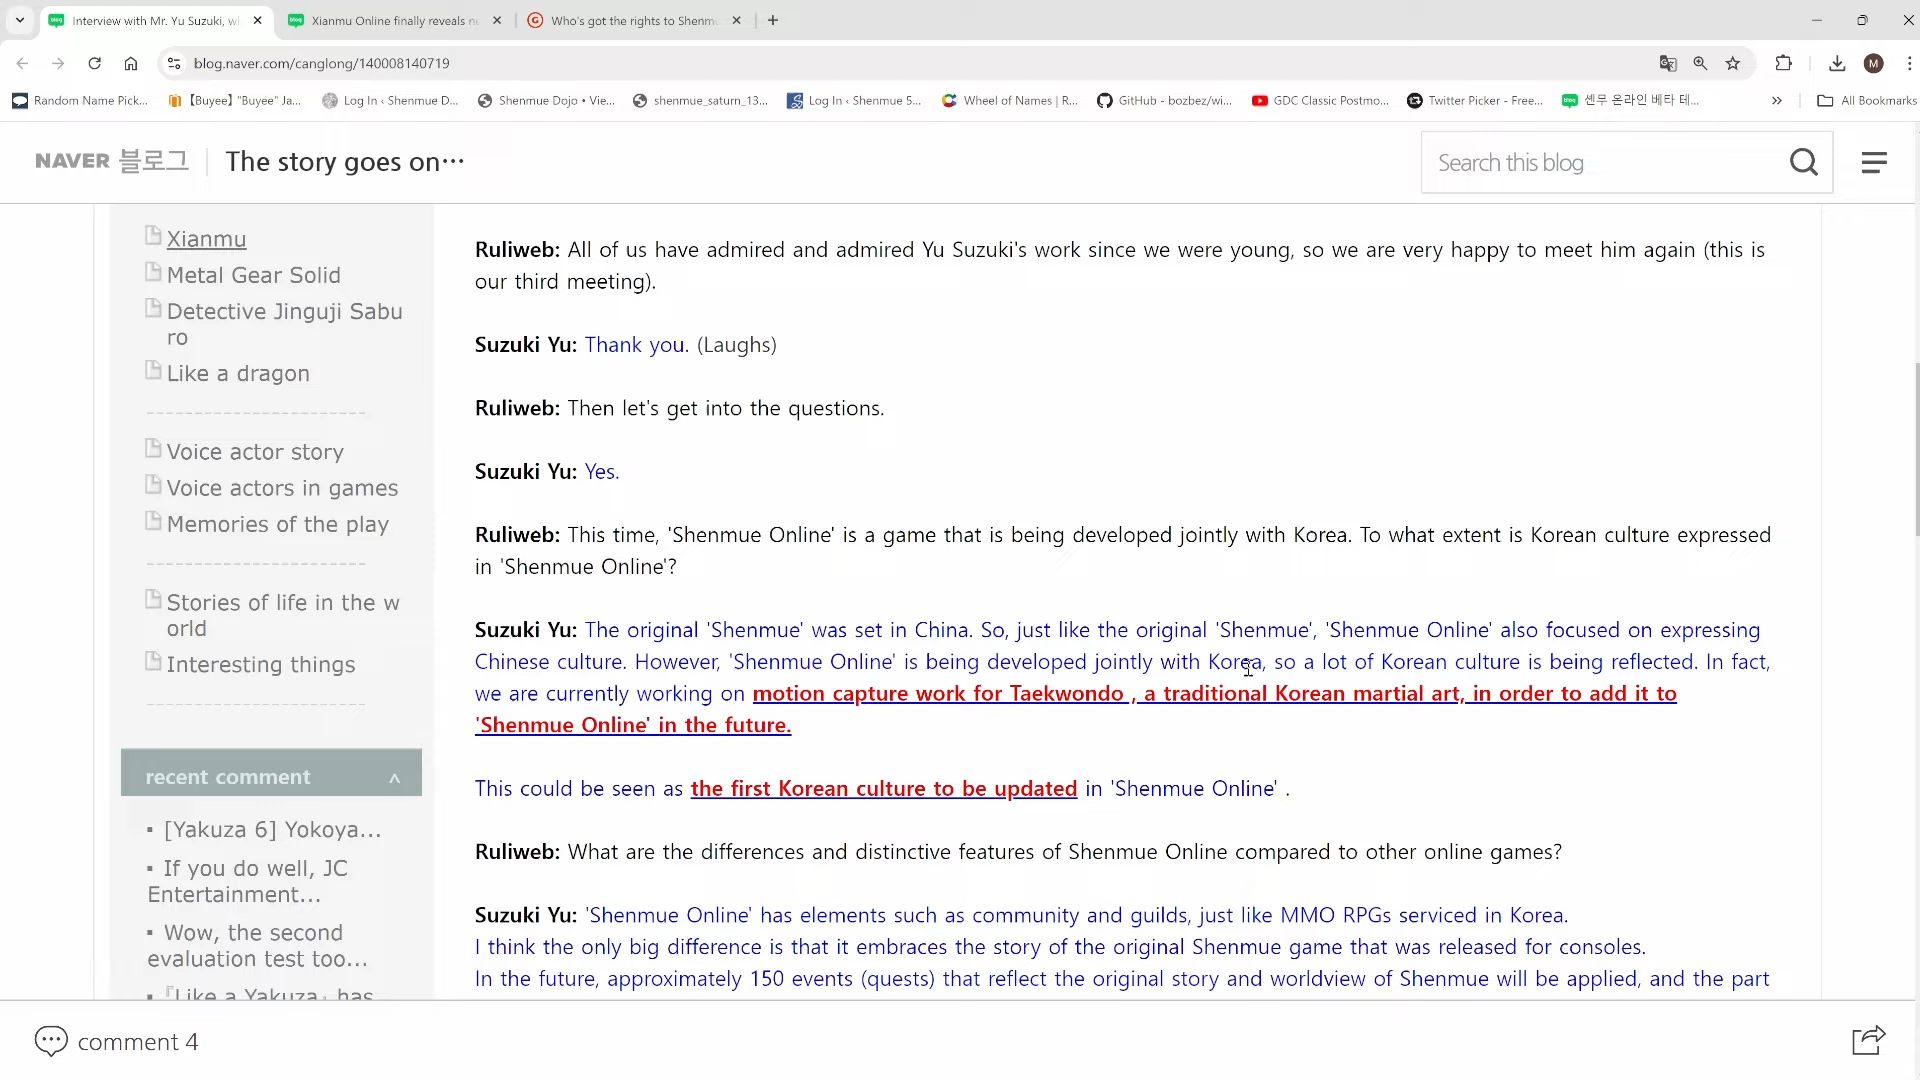 Interview with Mr. Yu Suzuki, wi
Xianmu Online finally reveals ne
Who's got the rights to Shenmu
blog.naver.com/canglong/140008140719
M
Random Name Pick...
【Buyee】 "Buyee" Ja...
Log In ‹ Shenmue D...
Shenmue Dojo • Vie...
shenmue_saturn_13...
Log In ‹ Shenmue 5...
Wheel of Names | R...
GitHub - bozbez/wi...
GDC Classic Postmo...
Twitter Picker - Free...
센무 온라인 베타 테...
All Bookmarks
NAVER 블로그
The story goes on···
Search this blog
Xianmu
Metal Gear Solid
Detective Jinguji Sabu
ro
Like a dragon
Voice actor story
Voice actors in games
Memories of the play
Stories of life in the w
orld
Interesting things
recent comment
[Yakuza 6] Yokoya...
If you do well, JC
Entertainment...
Wow, the second
evaluation test too...
『Like a Yakuza』 has
Ruliweb: All of us have admired and admired Yu Suzuki's work since we were young, so we are very happy to meet him again (this is
our third meeting).
Suzuki Yu: Thank you. (Laughs)
Ruliweb: Then let's get into the questions.
Suzuki Yu: Yes.
Ruliweb: This time, 'Shenmue Online' is a game that is being developed jointly with Korea. To what extent is Korean culture expressed
in 'Shenmue Online'?
Suzuki Yu: The original 'Shenmue' was set in China. So, just like the original 'Shenmue', 'Shenmue Online' also focused on expressing
Chinese culture. However, 'Shenmue Online' is being developed jointly with Korea, so a lot of Korean culture is being reflected. In fact,
we are currently working on motion capture work for Taekwondo , a traditional Korean martial art, in order to add it to
'Shenmue Online' in the future.
This could be seen as the first Korean culture to be updated in 'Shenmue Online' .
Ruliweb: What are the differences and distinctive features of Shenmue Online compared to other online games?
Suzuki Yu: 'Shenmue Online' has elements such as community and guilds, just like MMO RPGs serviced in Korea.
I think the only big difference is that it embraces the story of the original Shenmue game that was released for consoles.
In the future, approximately 150 events (quests) that reflect the original story and worldview of Shenmue will be applied, and the part
comment 4